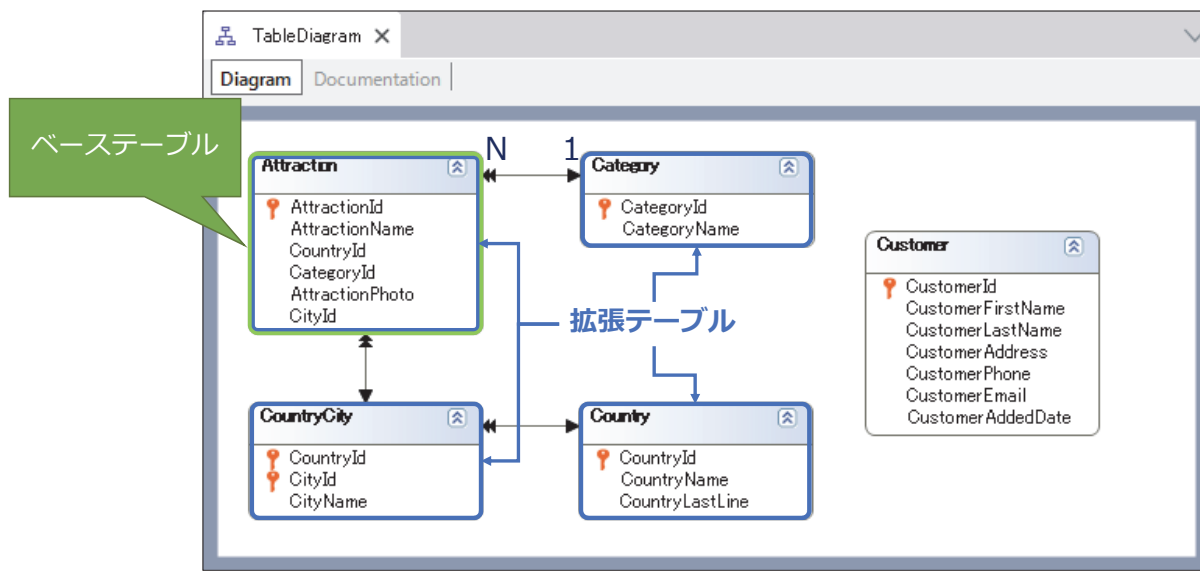 TableDiagram
Diagram Documentation
ベーステーブル
N 1
Attraction
AttractionId
AttractionName
CountryId
CategoryId
AttractionPhoto
CityId
Category
CategoryId
CategoryName
Customer
CustomerId
CustomerFirstName
CustomerLastName
CustomerAddress
CustomerPhone
CustomerEmail
CustomerAddedDate
拡張テーブル
CountryCity
CountryId
CityId
CityName
Country
CountryId
CountryName
CountryLastLine